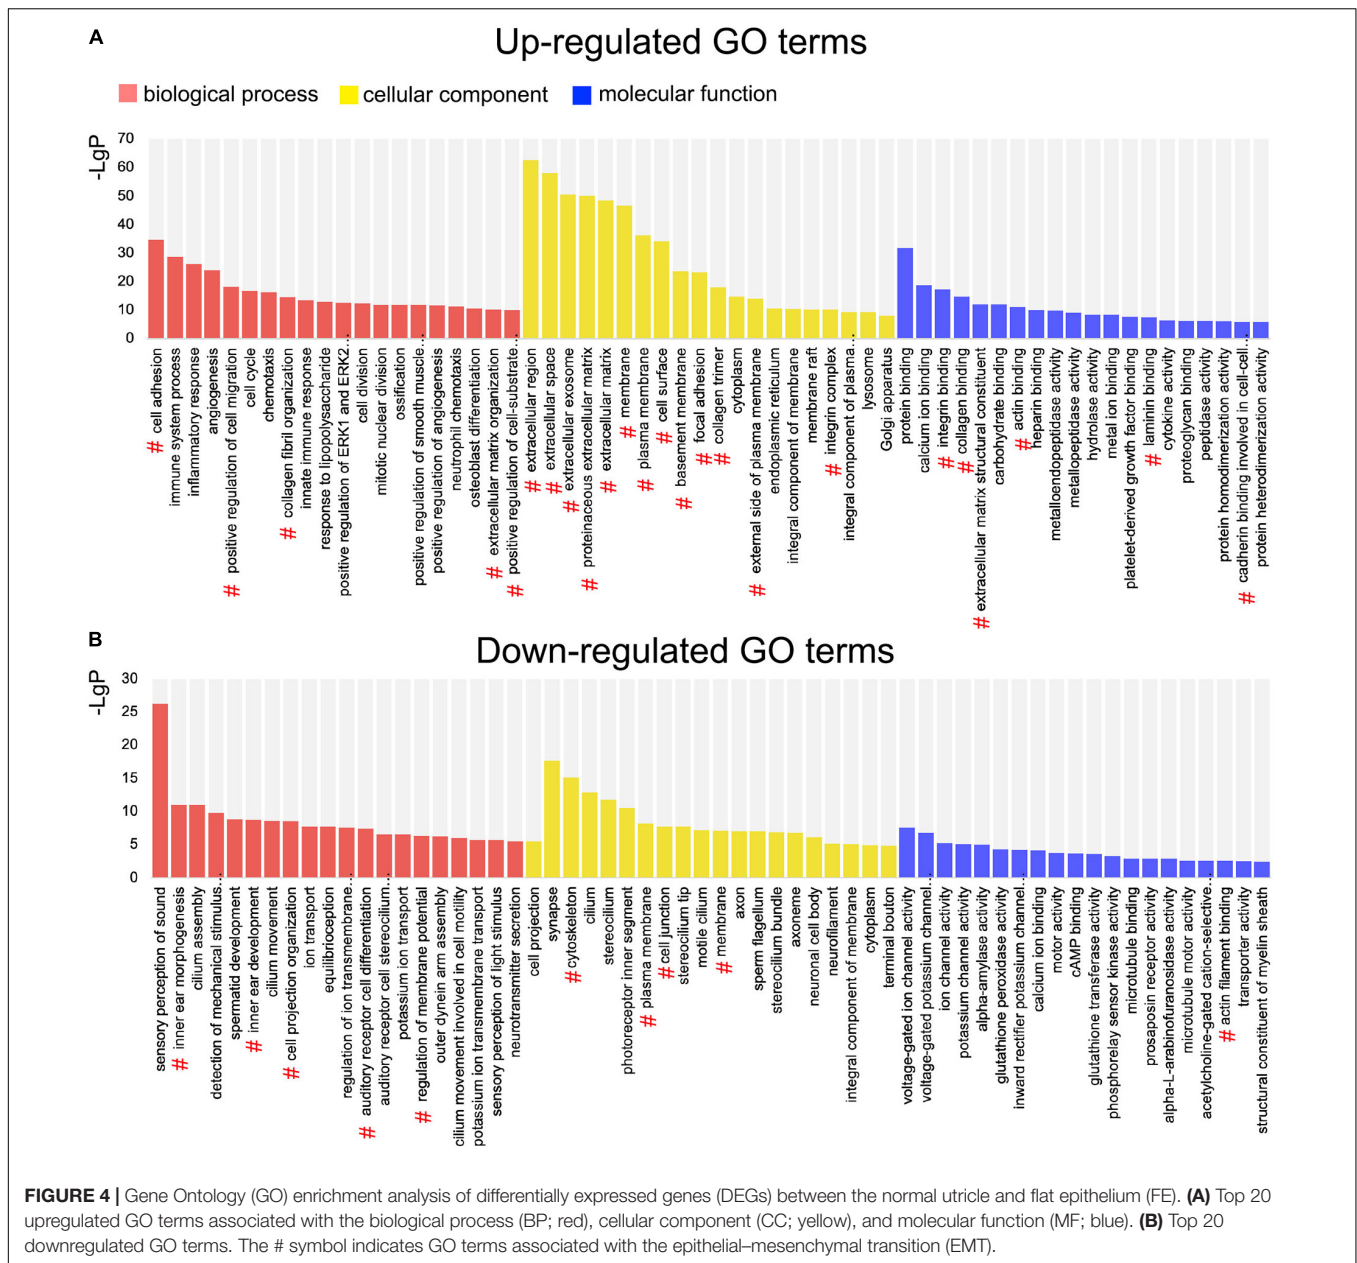 A
Up-regulated GO terms
biological process cellular component molecular function
-LgP
70
60
50
40
30
20
10
0
# cell adhesion
immune system process
inflammatory response
angiogenesis
# positive regulation of cell migration
cell cycle
chemotaxis
# collagen fibril organization
innate immune response
response to lipopolysaccharide
positive regulation of ERK1 and ERK2...
cell division
mitotic nuclear division
ossification
positive regulation of smooth muscle...
positive regulation of angiogenesis
neutrophil chemotaxis
osteoblast differentiation
# extracellular matrix organization
# positive regulation of cell-substrate...
# extracellular region
# extracellular space
# extracellular exosome
# proteinaceous extracellular matrix
# extracellular matrix
# membrane
# plasma membrane
# cell surface
# basement membrane
# focal adhesion
# collagen trimer
cytoplasm
# external side of plasma membrane
endoplasmic reticulum
integral component of membrane
membrane raft
# integrin complex
integral component of plasma...
lysosome
Golgi apparatus
protein binding
calcium ion binding
# integrin binding
# collagen binding
# extracellular matrix structural constituent
carbohydrate binding
# actin binding
heparin binding
metalloendopeptidase activity
metallopeptidase activity
hydrolase activity
metal ion binding
platelet-derived growth factor binding
# laminin binding
cytokine activity
proteoglycan binding
peptidase activity
protein homodimerization activity
# cadherin binding involved in cell-cell...
protein heterodimerization activity
B
Down-regulated GO terms
-LgP
30
25
20
15
10
5
0
sensory perception of sound
# inner ear morphogenesis
cilium assembly
detection of mechanical stimulus...
spermatid development
# inner ear development
cilium movement
# cell projection organization
ion transport
equilibrioception
regulation of ion transmembrane...
# auditory receptor cell differentiation
auditory receptor cell stereocilium...
potassium ion transport
# regulation of membrane potential
outer dynein arm assembly
cilium movement involved in cell motility
potassium ion transmembrane transport
sensory perception of light stimulus
neurotransmitter secretion
cell projection
synapse
# cytoskeleton
cilium
stereocilium
photoreceptor inner segment
# plasma membrane
# cell junction
stereocilium tip
motile cilium
# membrane
axon
sperm flagellum
stereocilium bundle
axoneme
neuronal cell body
neurofilament
integral component of membrane
cytoplasm
terminal bouton
voltage-gated ion channel activity
voltage-gated potassium channel...
ion channel activity
potassium channel activity
alpha-amylase activity
glutathione peroxidase activity
inward rectifier potassium channel...
calcium ion binding
motor activity
cAMP binding
glutathione transferase activity
phosphorelay sensor kinase activity
microtubule binding
prosaposin receptor activity
alpha-L-arabinofuranosidase activity
microtubule motor activity
acetylcholine-gated cation-selective...
# actin filament binding
transporter activity
structural constituent of myelin sheath
FIGURE 4 | Gene Ontology (GO) enrichment analysis of differentially expressed genes (DEGs) between the normal utricle and flat epithelium (FE). (A) Top 20
upregulated GO terms associated with the biological process (BP; red), cellular component (CC; yellow), and molecular function (MF; blue). (B) Top 20
downregulated GO terms. The # symbol indicates GO terms associated with the epithelial–mesenchymal transition (EMT).